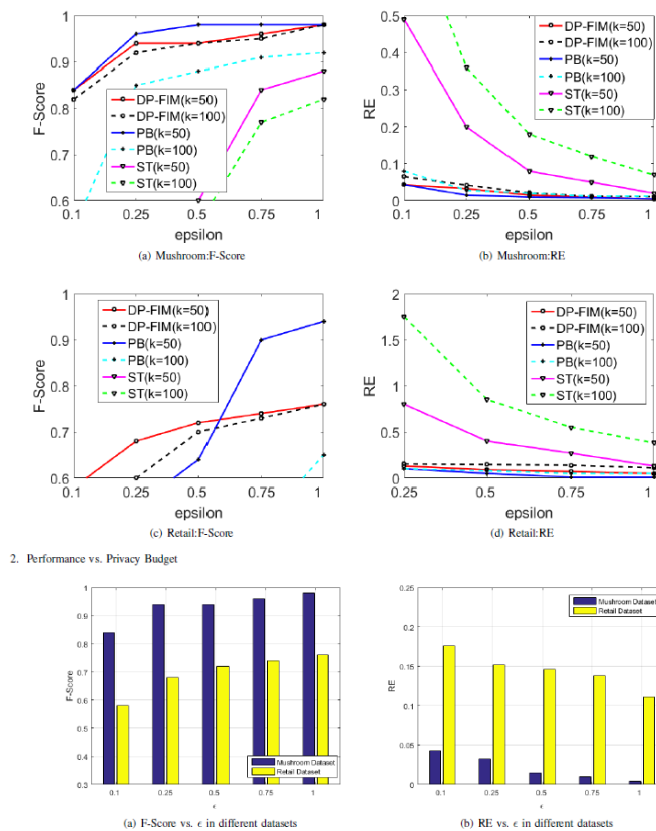 1
0.9
0.8
0.7
0.6
F-Score
DP-FIM(k=50)
DP-FIM(k=100)
PB(k=50)
PB(k=100)
ST(k=50)
ST(k=100)
0.1 0.25 0.5 0.75 1
epsilon
(a) Mushroom:F-Score
0.5
0.4
0.3
0.2
0.1
0
RE
DP-FIM(k=50)
DP-FIM(k=100)
PB(k=50)
PB(k=100)
ST(k=50)
ST(k=100)
0.1 0.25 0.5 0.75 1
epsilon
(b) Mushroom:RE
1
0.9
0.8
0.7
0.6
F-Score
DP-FIM(k=50)
DP-FIM(k=100)
PB(k=50)
PB(k=100)
ST(k=50)
ST(k=100)
0.1 0.25 0.5 0.75 1
epsilon
(c) Retail:F-Score
2
1.5
1
0.5
0
RE
DP-FIM(k=50)
DP-FIM(k=100)
PB(k=50)
PB(k=100)
ST(k=50)
ST(k=100)
0.25 0.5 0.75 1
epsilon
(d) Retail:RE
2. Performance vs. Privacy Budget
1
0.9
0.8
0.7
0.6
0.5
0.4
0.3
F-Score
Mushroom Dataset
Retail Dataset
0.1 0.25 0.5 0.75 1
ϵ
(a) F-Score vs. ϵ in different datasets
0.25
0.2
0.15
0.1
0.05
0
RE
Mushroom Dataset
Retail Dataset
0.1 0.25 0.5 0.75 1
ϵ
(b) RE vs. ϵ in different datasets